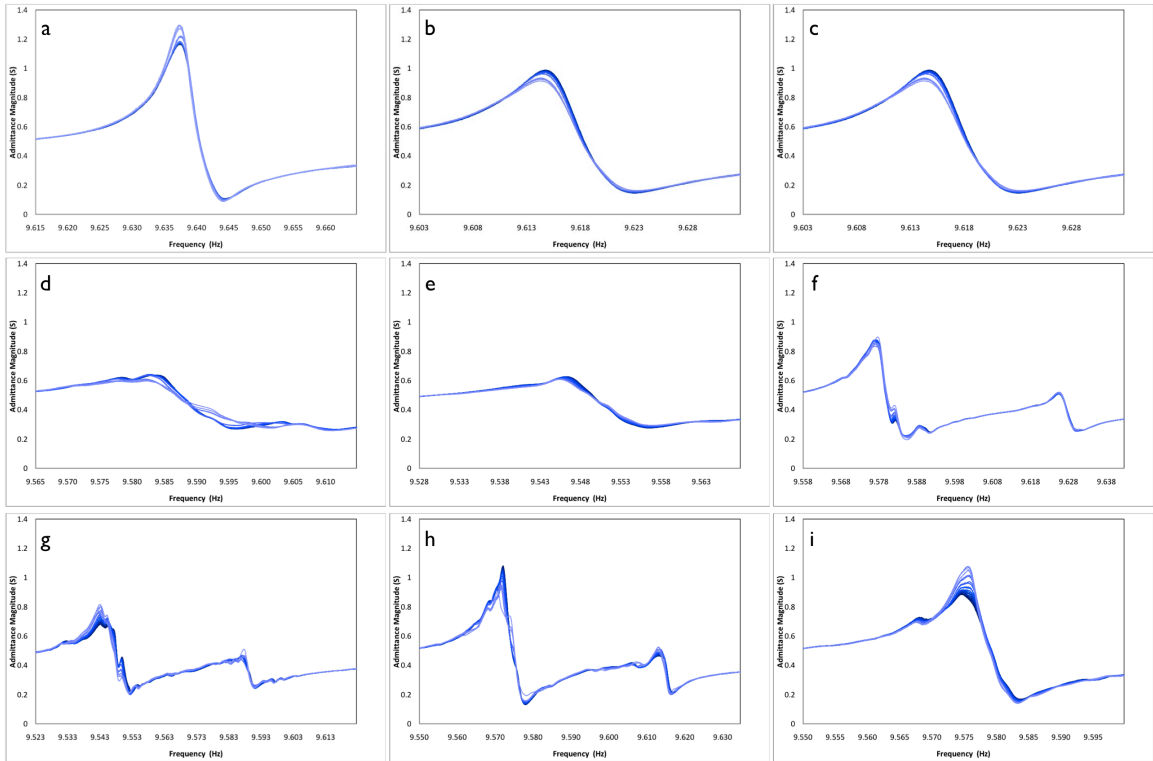 a
1.4
1.2
1
0.8
0.6
0.4
0.2
0
Admittance Magnitude (S)
9.615 9.620 9.625 9.630 9.635 9.640 9.645 9.650 9.655 9.660
Frequency (Hz)
b
1.4
1.2
1
0.8
0.6
0.4
0.2
0
Admittance Magnitude (S)
9.603 9.608 9.613 9.618 9.623 9.628
Frequency (Hz)
c
1.4
1.2
1
0.8
0.6
0.4
0.2
0
Admittance Magnitude (S)
9.603 9.608 9.613 9.618 9.623 9.628
Frequency (Hz)
d
1.4
1.2
1
0.8
0.6
0.4
0.2
0
Admittance Magnitude (S)
9.565 9.570 9.575 9.580 9.585 9.590 9.595 9.600 9.605 9.610
Frequency (Hz)
e
1.4
1.2
1
0.8
0.6
0.4
0.2
0
Admittance Magnitude (S)
9.528 9.533 9.538 9.543 9.548 9.553 9.558 9.563
Frequency (Hz)
f
1.4
1.2
1
0.8
0.6
0.4
0.2
0
Admittance Magnitude (S)
9.558 9.568 9.578 9.588 9.598 9.608 9.618 9.628 9.638
Frequency (Hz)
g
1.4
1.2
1
0.8
0.6
0.4
0.2
0
Admittance Magnitude (S)
9.523 9.533 9.543 9.553 9.563 9.573 9.583 9.593 9.603 9.613
Frequency (Hz)
h
1.4
1.2
1
0.8
0.6
0.4
0.2
0
Admittance Magnitude (S)
9.550 9.560 9.570 9.580 9.590 9.600 9.610 9.620 9.630
Frequency (Hz)
i
1.4
1.2
1
0.8
0.6
0.4
0.2
0
Admittance Magnitude (S)
9.550 9.555 9.560 9.565 9.570 9.575 9.580 9.585 9.590 9.595
Frequency (Hz)